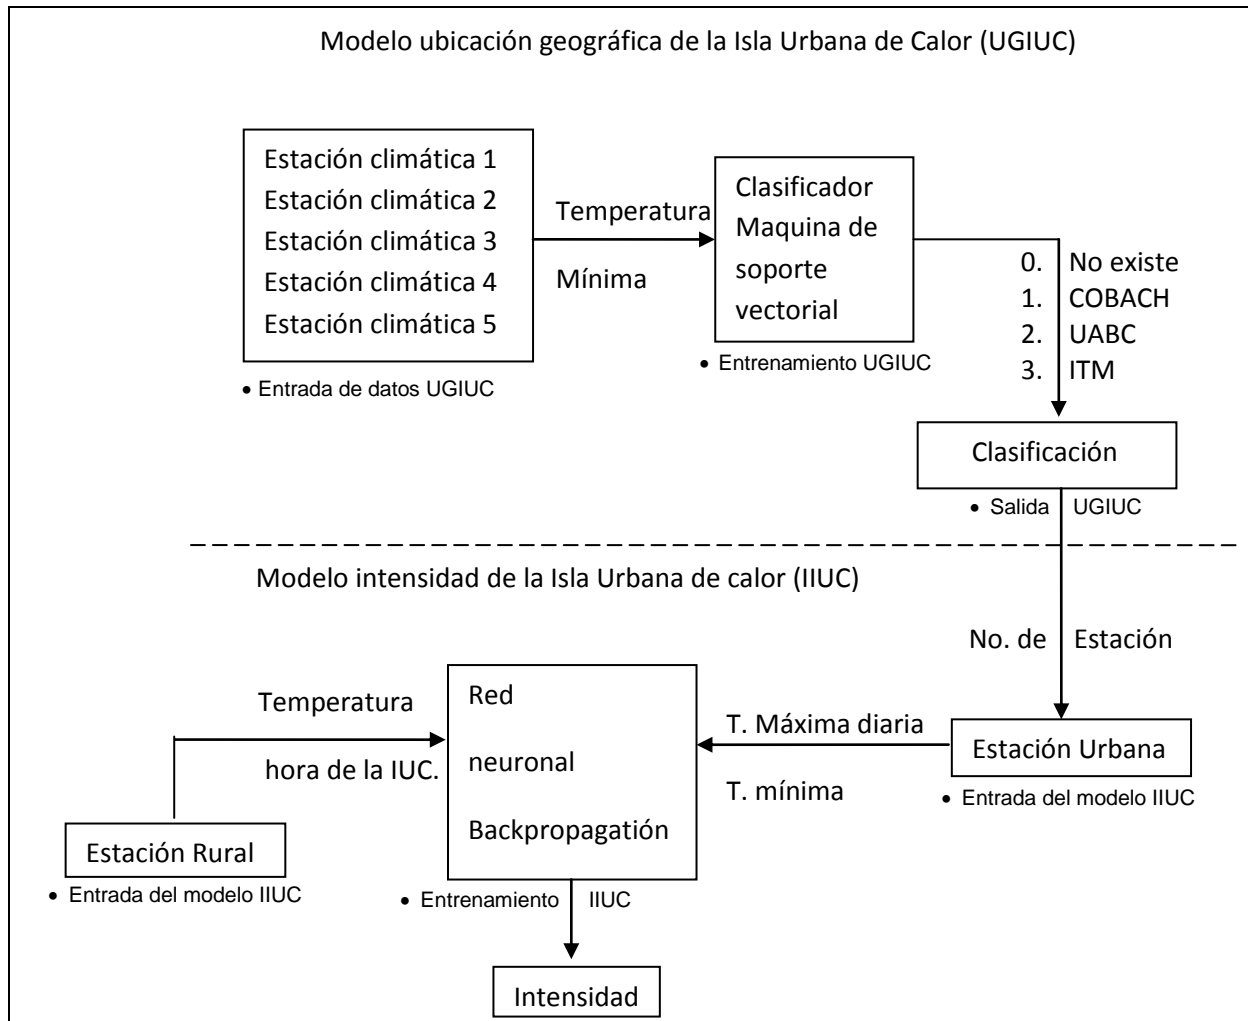 Modelo ubicación geográfica de la Isla Urbana de Calor (UGIUC)
Estación climática 1
Estación climática 2
Estación climática 3
Estación climática 4
Estación climática 5
• Entrada de datos UGIUC
Temperatura
Mínima
Clasificador
Maquina de
soporte
vectorial
• Entrenamiento UGIUC
0. No existe
1. COBACH
2. UABC
3. ITM
Clasificación
• Salida UGIUC
Modelo intensidad de la Isla Urbana de calor (IIUC)
No. de Estación
Estación Urbana
• Entrada del modelo IIUC
T. Máxima diaria
T. mínima
Temperatura
hora de la IUC.
Estación Rural
• Entrada del modelo IIUC
Red
neuronal
Backpropagatión
• Entrenamiento IIUC
Intensidad